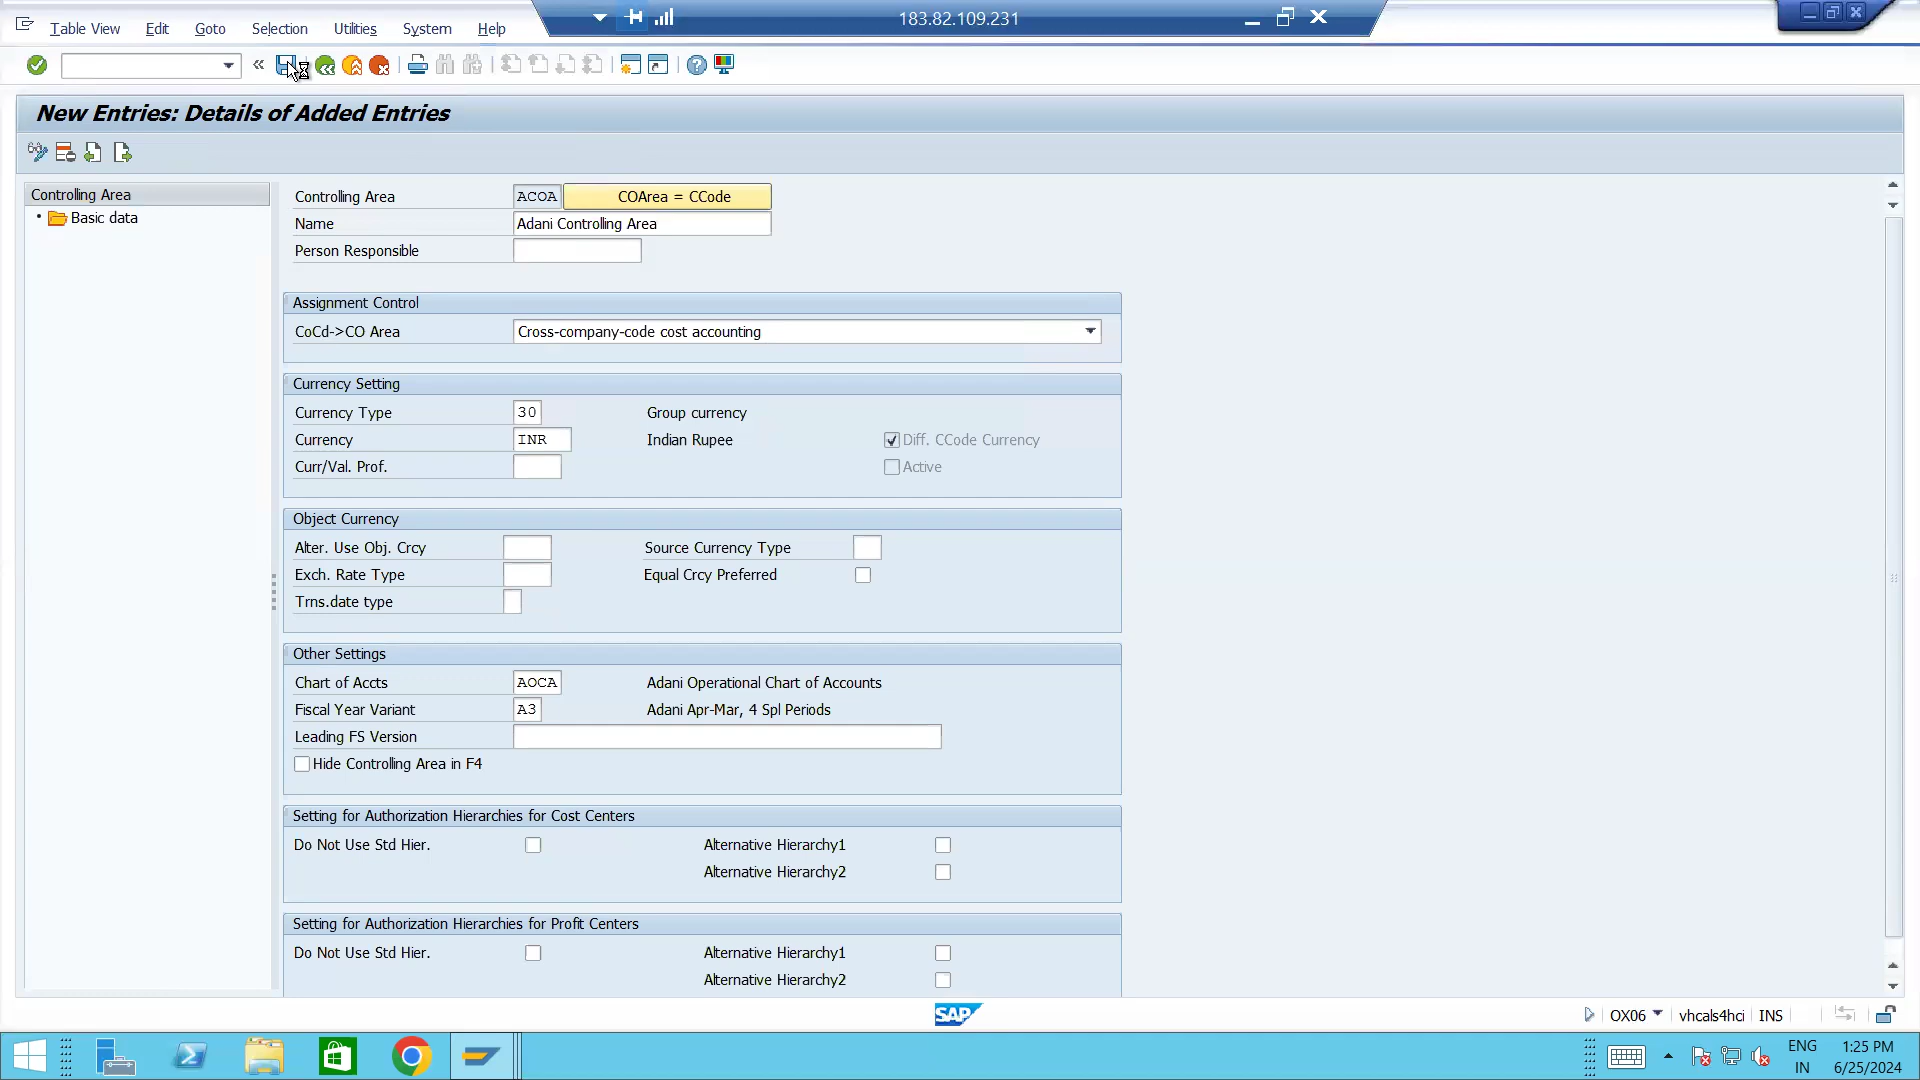 183.82.109.231
Table View Edit Goto Selection Utilities System Help
New Entries: Details of Added Entries
Controlling Area
Basic data
Controlling Area ACOA COArea = CCode
Name Adani Controlling Area
Person Responsible
Assignment Control
CoCd->CO Area Cross-company-code cost accounting
Currency Setting
Currency Type 30 Group currency
Currency INR Indian Rupee Diff. CCode Currency
Curr/Val. Prof. Active
Object Currency
Alter. Use Obj. Crcy Source Currency Type
Exch. Rate Type Equal Crcy Preferred
Trns.date type
Other Settings
Chart of Accts AOCA Adani Operational Chart of Accounts
Fiscal Year Variant A3 Adani Apr-Mar, 4 Spl Periods
Leading FS Version
Hide Controlling Area in F4
Setting for Authorization Hierarchies for Cost Centers
Do Not Use Std Hier. Alternative Hierarchy1
Alternative Hierarchy2
Setting for Authorization Hierarchies for Profit Centers
Do Not Use Std Hier. Alternative Hierarchy1
Alternative Hierarchy2
SAP
OX06 vhcals4hci INS
ENG 1:25 PM
IN 6/25/2024